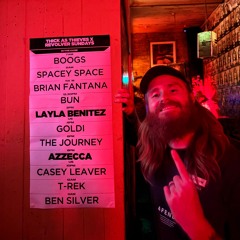 THICK AS THIEVES X
REVOLVER SUNDAYS
BOOGS
SPACEY SPACE
BRIAN FANTANA
BUN
LAYLA BENITEZ
GOLDI
THE JOURNEY
AZZECCA
CASEY LEAVER
T-REK
BEN SILVER